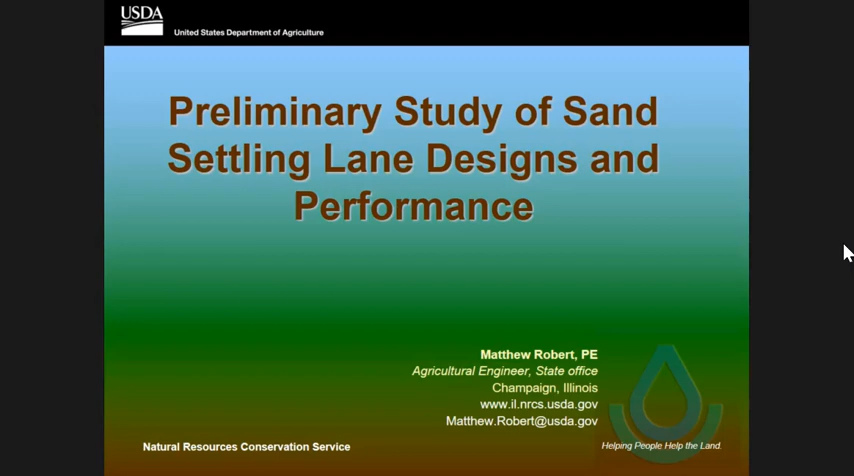 USDA
United States Department of Agriculture
Preliminary Study of Sand
Settling Lane Designs and
Performance
Matthew Robert, PE
Agricultural Engineer, State office
Champaign, Illinois
www.il.nrcs.usda.gov
Matthew.Robert@usda.gov
Natural Resources Conservation Service
Helping People Help the Land.